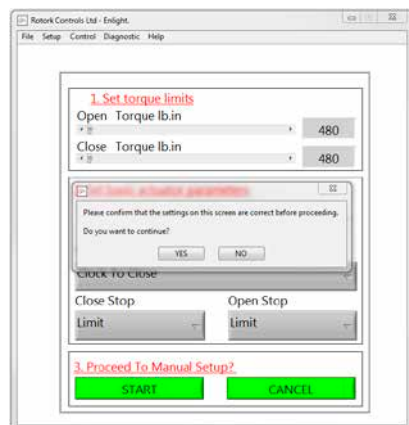 Rotork Controls Ltd - Enlight.
File Setup Control Diagnostic Help
1. Set torque limits
Open Torque lb.in
480
Close Torque lb.in
480
Please confirm that the settings on this screen are correct before proceeding.
Do you want to continue?
YES NO
Clock To Close
Close Stop Open Stop
Limit Limit
3. Proceed To Manual Setup?
START CANCEL